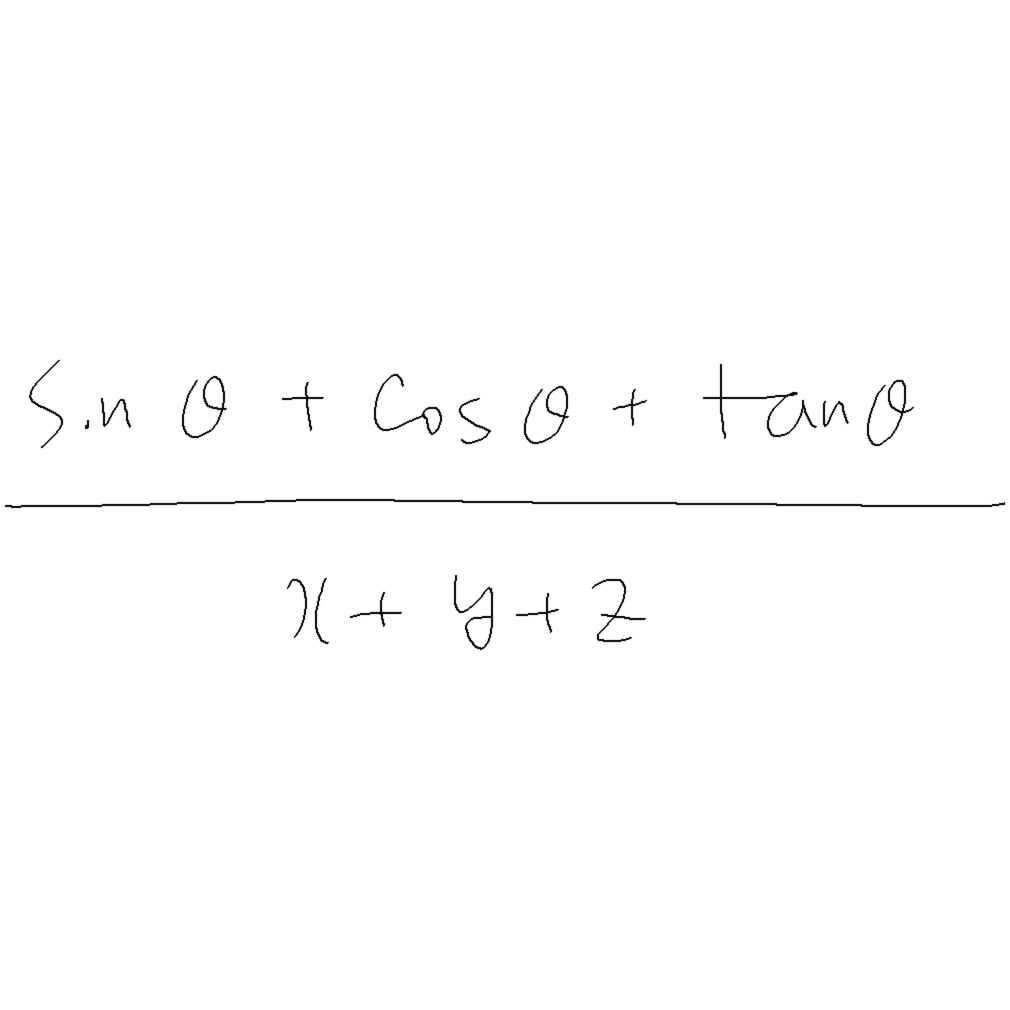 sin θ + cos θ + tan θ
x + y + z